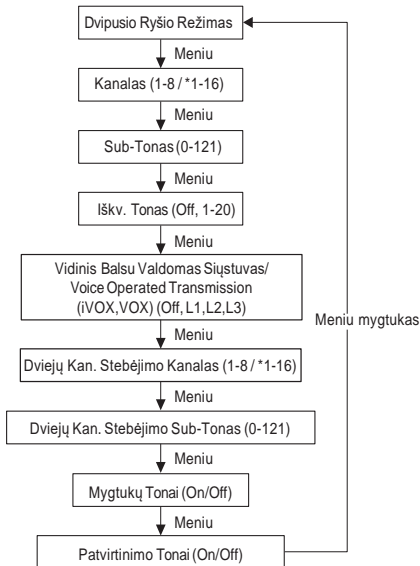 Dvipusio Ryšio Režimas
Meniu
Kanalas (1-8 / *1-16)
Meniu
Sub-Tonas (0-121)
Meniu
Iškv. Tonas (Off, 1-20)
Meniu
Vidinis Balsu Valdomas Siųstuvas/
Voice Operated Transmission
(iVOX,VOX) (Off, L1,L2,L3)
Meniu mygtukas
Meniu
Dviejų Kan. Stebėjimo Kanalas (1-8 / *1-16)
Meniu
Dviejų Kan. Stebėjimo Sub-Tonas (0-121)
Meniu
Mygtukų Tonai (On/Off)
Meniu
Patvirtinimo Tonai (On/Off)